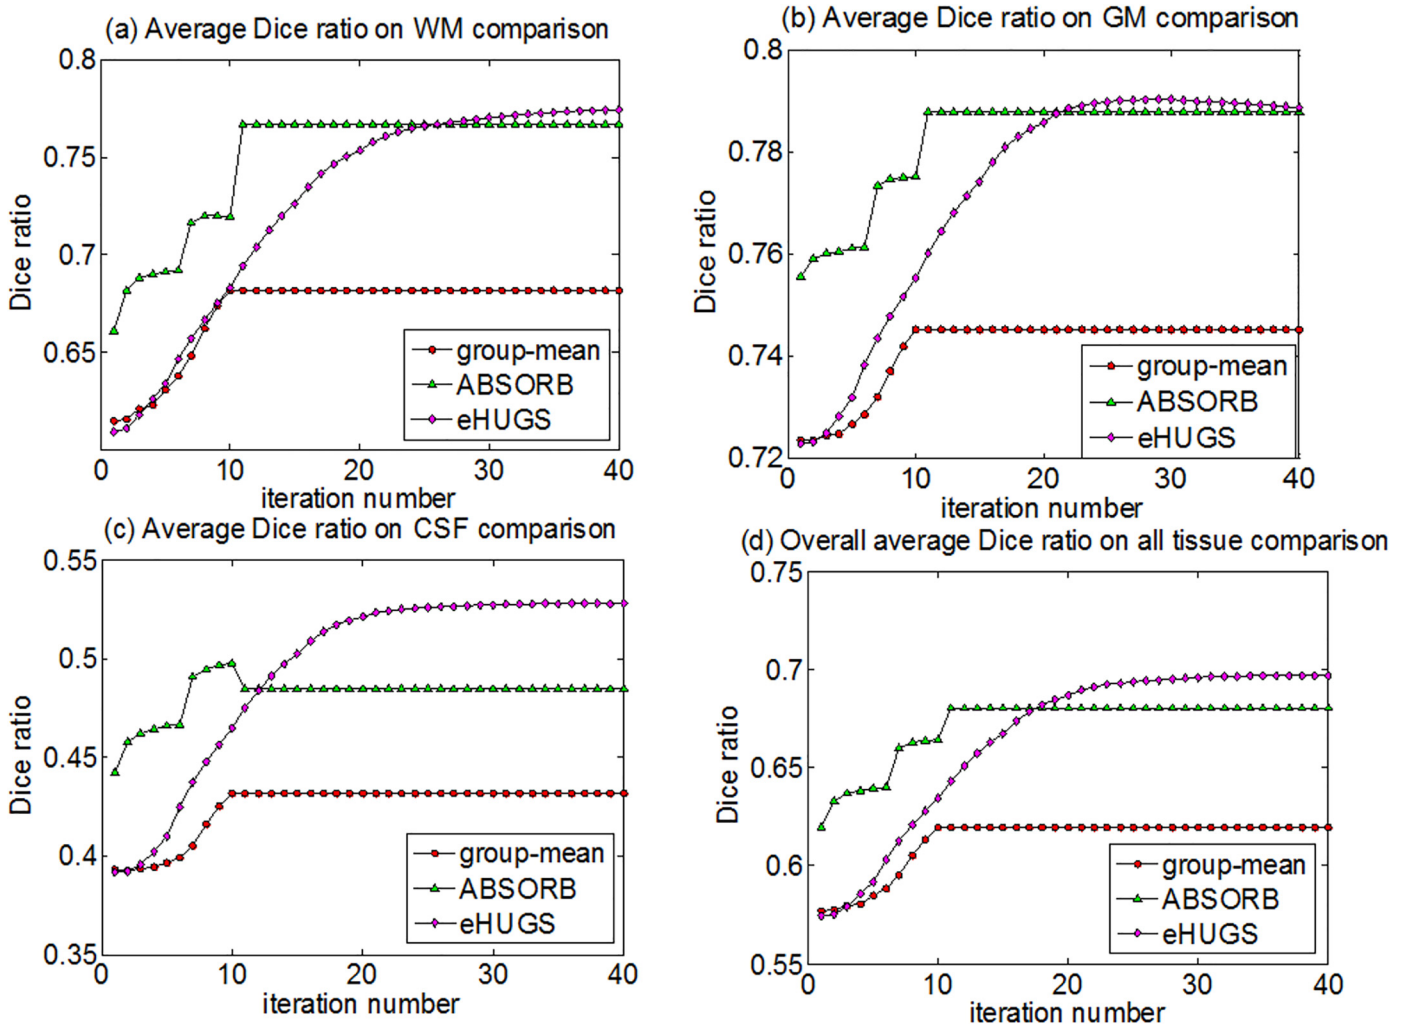 (a) Average Dice ratio on WM comparison
0.8
0.75
0.7
0.65
Dice ratio
0
10
20
30
40
iteration number
group-mean
ABSORB
eHUGS
(b) Average Dice ratio on GM comparison
0.8
0.78
0.76
0.74
0.72
Dice ratio
0
10
20
30
40
iteration number
group-mean
ABSORB
eHUGS
(c) Average Dice ratio on CSF comparison
0.55
0.5
0.45
0.4
0.35
Dice ratio
0
10
20
30
40
iteration number
group-mean
ABSORB
eHUGS
(d) Overall average Dice ratio on all tissue comparison
0.75
0.7
0.65
0.6
0.55
Dice ratio
0
10
20
30
40
iteration number
group-mean
ABSORB
eHUGS